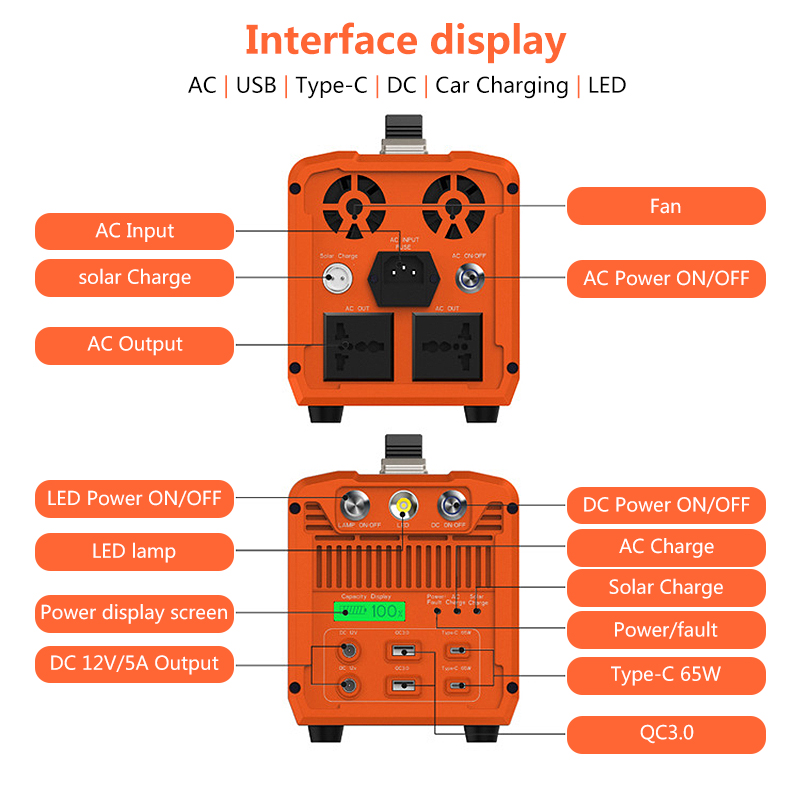 Interface display
AC | USB | Type-C | DC | Car Charging | LED
Fan
AC Input
AC INPUT
FUSE
Solar Charge
AC ON/OFF
solar Charge
AC Power ON/OFF
AC OUT
AC OUT
AC Output
LED Power ON/OFF
DC Power ON/OFF
LAMP ON/OFF
LED
DC ON/OFF
LED lamp
AC Charge
Solar Charge
Capacity Display
Power-Fault
AC Charge
Solar Charge
100%
Power display screen
Power/fault
DC 12V
QC3.0
Type-C 65W
DC 12V/5A Output
DC 12V
QC3.0
Type-C 65W
Type-C 65W
QC3.0